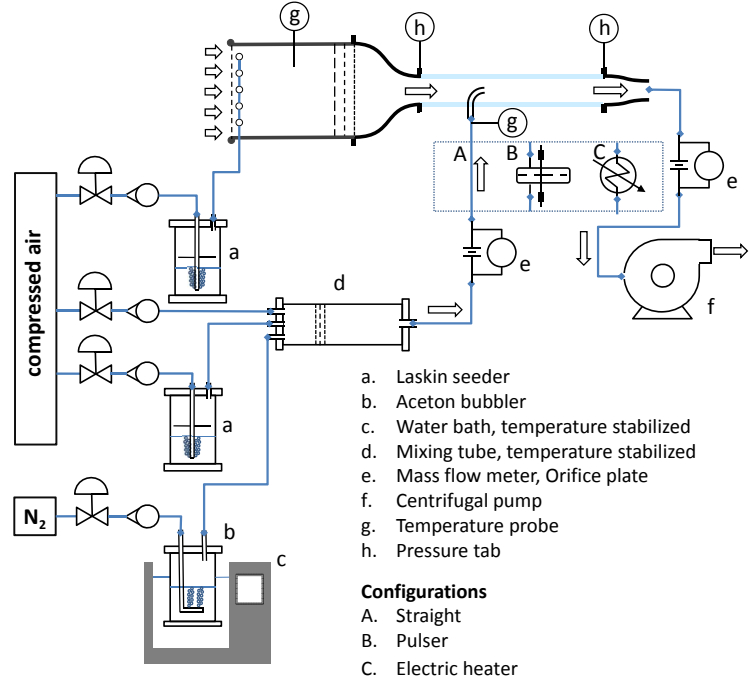 g
h
h
g
A
B
C
e
a
compressed air
e
d
f
a
a. Laskin seeder
b. Aceton bubbler
c. Water bath, temperature stabilized
d. Mixing tube, temperature stabilized
e. Mass flow meter, Orifice plate
f. Centrifugal pump
g. Temperature probe
h. Pressure tab
N2
b
c
Configurations
A. Straight
B. Pulser
C. Electric heater